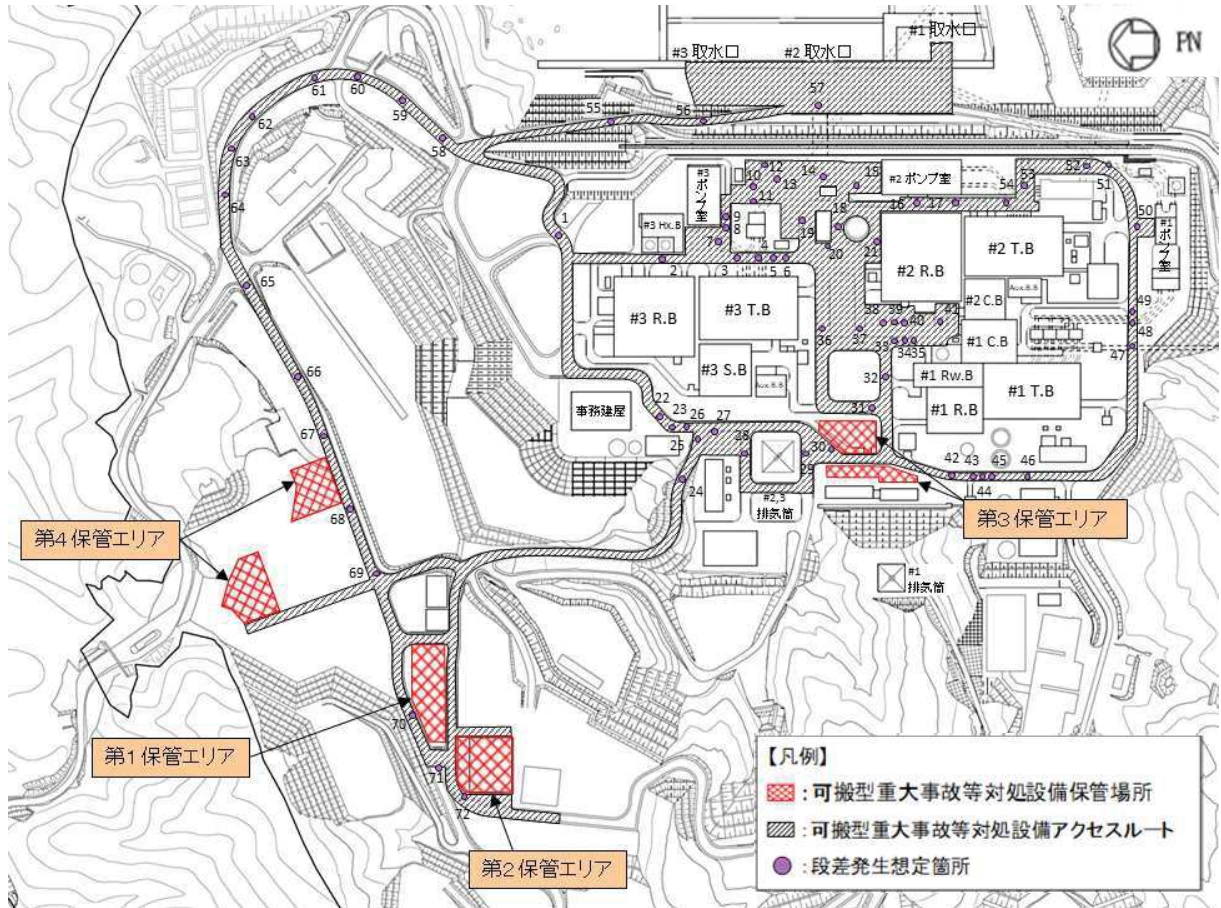 #1 取水口
#3 取水口
#2 取水口
PN
57
61
60
59
62
58
55
56
63
64
65
66
67
68
69
70
71
72
1
#3 ポンプ室
#3 Hx.B
10
12
11
13
14
15
#2 ポンプ室
9
8
7
2
3
4
5
6
19
18
20
21
16
17
54
53
52
51
50
#1 ポンプ室
49
48
47
#3 R.B
#3 T.B
#3 S.B
Aux.B.B
#2 R.B
#2 T.B
#2 C.B
Aux.B.B
#1 C.B
#1 Rw.B
#1 T.B
#1 R.B
36
37
38
39
40
41
33
34
35
32
31
事務建屋
22
23
26
27
25
24
28
29
30
42
43
45
44
46
#2,3
排気筒
#1
排気筒
第4保管エリア
第3保管エリア
第1保管エリア
第2保管エリア
【凡例】
：可搬型重大事故等対処設備保管場所
：可搬型重大事故等対処設備アクセスルート
：段差発生想定箇所